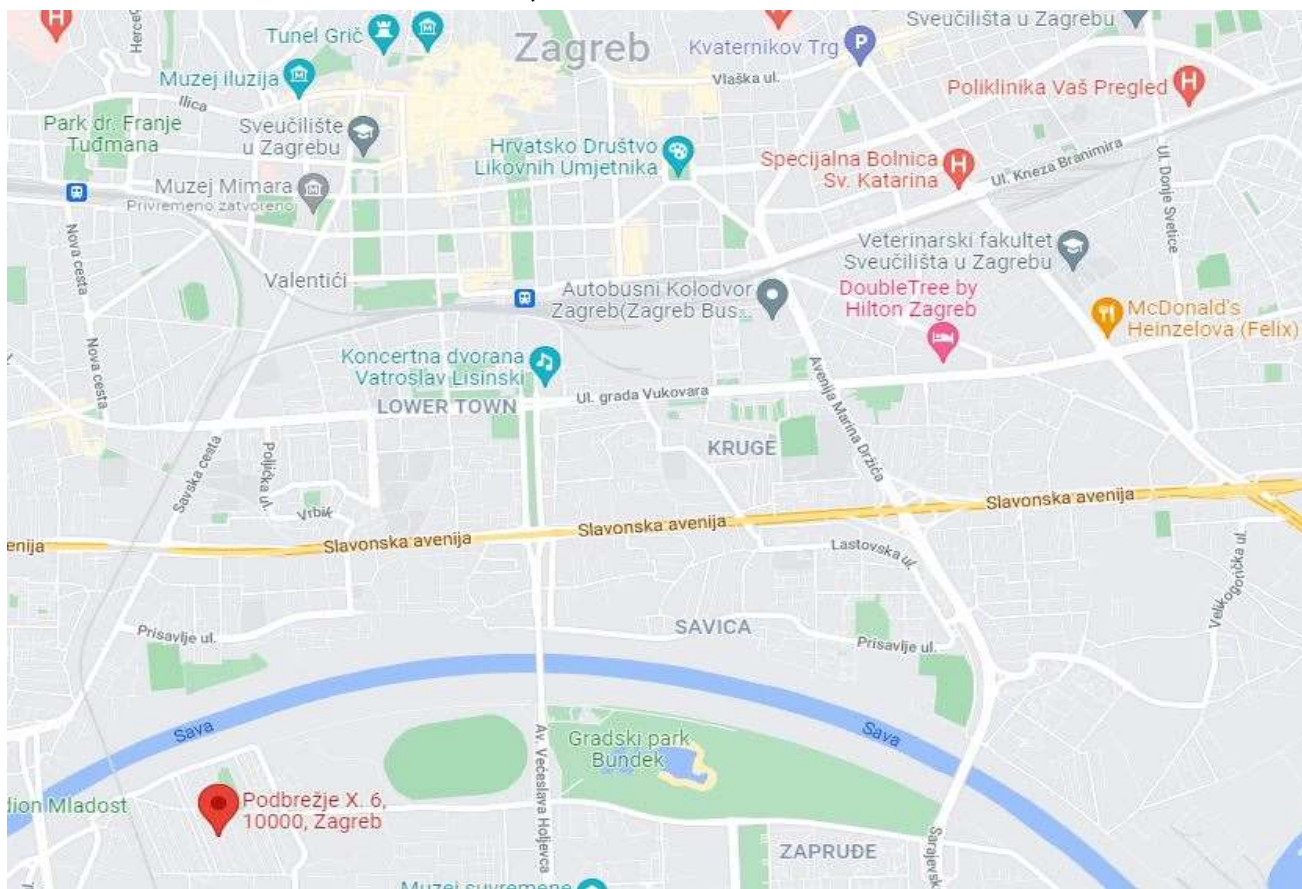 Sveučilišta u Zagrebu
Tunel Grič
Zagreb
Kvaternikov Trg
Muzej iluzija
Vlaška ul.
Poliklinika Vaš Pregled
Ilica
Park dr. Franje
Tuđmana
Sveučilište
u Zagrebu
Hrvatsko Društvo
Likovnih Umjetnika
Specijalna Bolnica
Sv. Katarina
Ul. Kneza Branimira
Ul. Donje Svetice
Muzej Mimara
Privremeno zatvoreno
Nova cesta
Veterinarski fakultet
Sveučilišta u Zagrebu
Valentići
Autobusni Kolodvor
Zagreb(Zagreb Bus...
DoubleTree by
Hilton Zagreb
McDonald's
Heinzelova (Felix)
Nova cesta
Koncertna dvorana
Vatroslav Lisinski
LOWER TOWN
Ul. grada Vukovara
Avenija Marina Držića
KRUGE
Savska cesta
Poljička ul.
Vrbik
Slavonska avenija
Slavonska avenija
Slavonska avenija
enija
Lastovska ul.
Velikogorička ul.
Prisavlje ul.
SAVICA
Prisavlje ul.
Sava
Sava
Av. Većeslava Holjevca
Gradski park
Bundek
dion Mladost
Podbrežje X. 6,
10000, Zagreb
ZAPRUĐE
Sarajevsk
Muzej suvremene